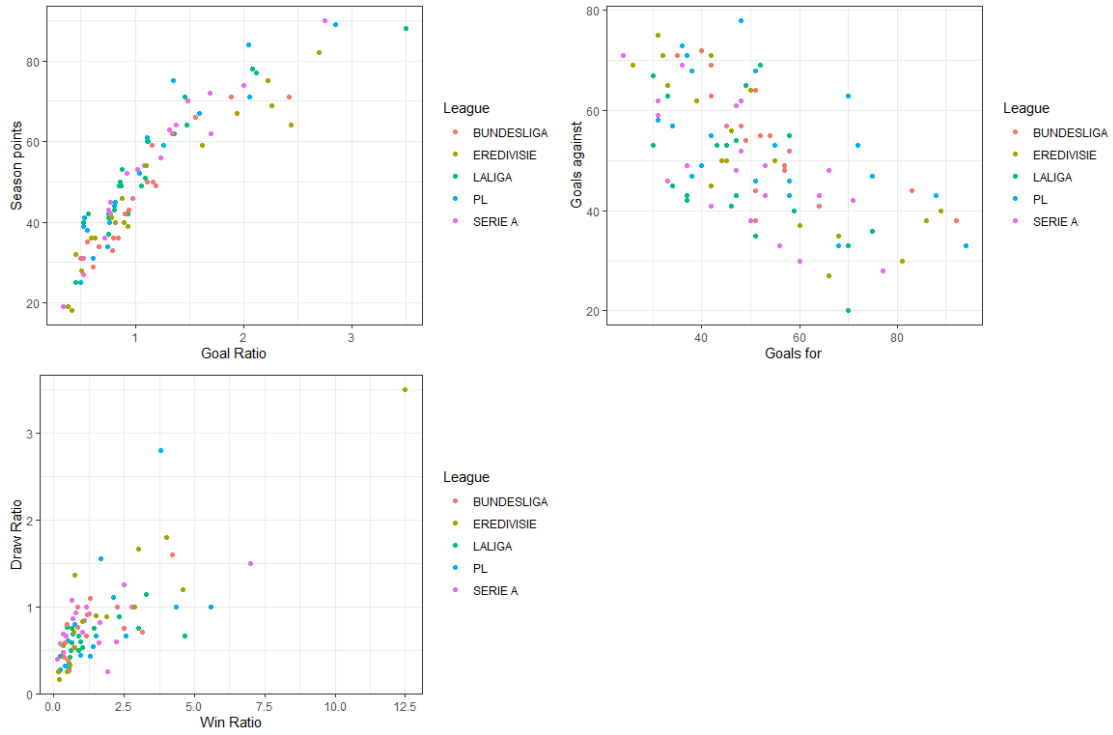 Season points
80
60
40
20
1
2
3
Goal Ratio
League
BUNDESLIGA
EREDIVISIE
LALIGA
PL
SERIE A
Goals against
80
60
40
20
40
60
80
Goals for
League
BUNDESLIGA
EREDIVISIE
LALIGA
PL
SERIE A
Draw Ratio
3
2
1
0
0.0
2.5
5.0
7.5
10.0
12.5
Win Ratio
League
BUNDESLIGA
EREDIVISIE
LALIGA
PL
SERIE A